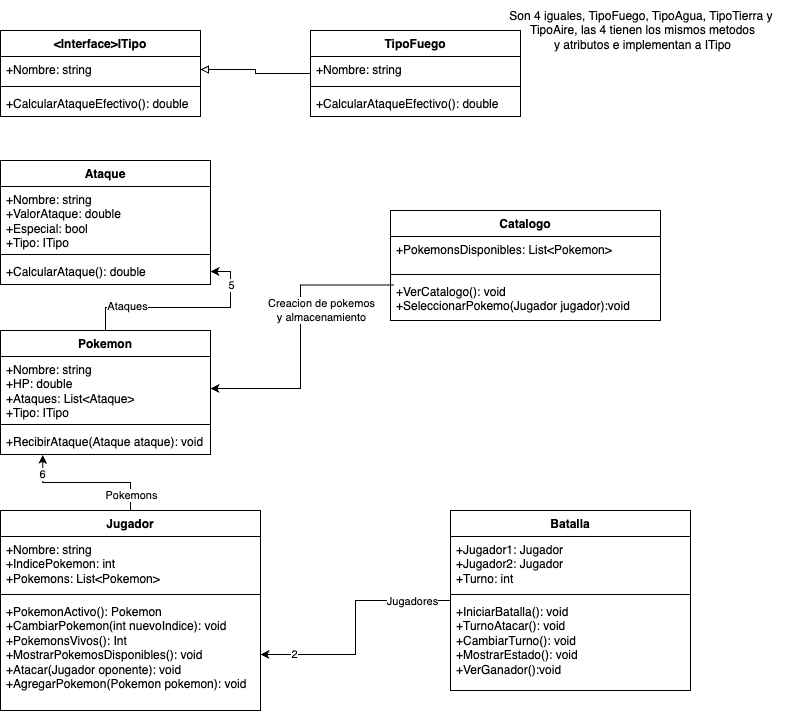 Son 4 iguales, TipoFuego, TipoAgua, TipoTierra y
TipoAire, las 4 tienen los mismos metodos
y atributos e implementan a ITipo
<Interface>ITipo
+Nombre: string
+CalcularAtaqueEfectivo(): double
TipoFuego
+Nombre: string
+CalcularAtaqueEfectivo(): double
Ataque
+Nombre: string
+ValorAtaque: double
+Especial: bool
+Tipo: ITipo
+CalcularAtaque(): double
5
Ataques
Catalogo
+PokemonsDisponibles: List<Pokemon>
+VerCatalogo(): void
+SeleccionarPokemo(Jugador jugador):void
Creacion de pokemos
y almacenamiento
Pokemon
+Nombre: string
+HP: double
+Ataques: List<Ataque>
+Tipo: ITipo
+RecibirAtaque(Ataque ataque): void
6
Pokemons
Jugador
+Nombre: string
+IndicePokemon: int
+Pokemons: List<Pokemon>
+PokemonActivo(): Pokemon
+CambiarPokemon(int nuevoIndice): void
+PokemonsVivos(): Int
+MostrarPokemosDisponibles(): void
+Atacar(Jugador oponente): void
+AgregarPokemon(Pokemon pokemon): void
2
Jugadores
Batalla
+Jugador1: Jugador
+Jugador2: Jugador
+Turno: int
+IniciarBatalla(): void
+TurnoAtacar(): void
+CambiarTurno(): void
+MostrarEstado(): void
+VerGanador():void